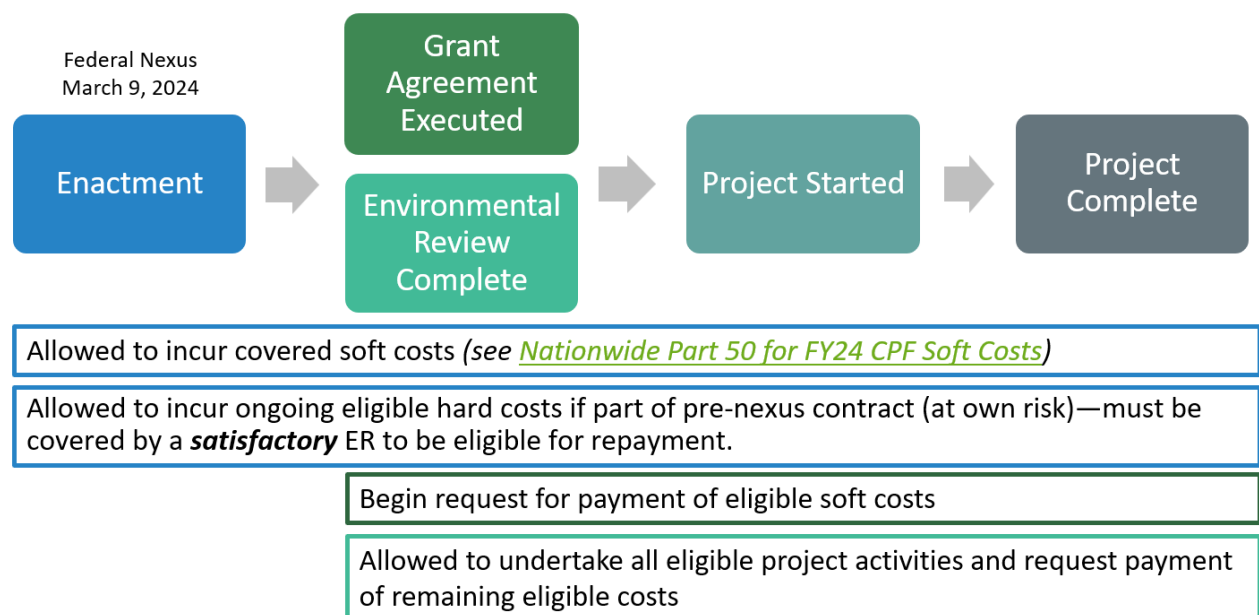 Federal Nexus
March 9, 2024
Enactment
Grant
Agreement
Executed
Environmental
Review
Complete
Project Started
Project
Complete
Allowed to incur covered soft costs (see Nationwide Part 50 for FY24 CPF Soft Costs)
Allowed to incur ongoing eligible hard costs if part of pre-nexus contract (at own risk)—must be
covered by a satisfactory ER to be eligible for repayment.
Begin request for payment of eligible soft costs
Allowed to undertake all eligible project activities and request payment
of remaining eligible costs